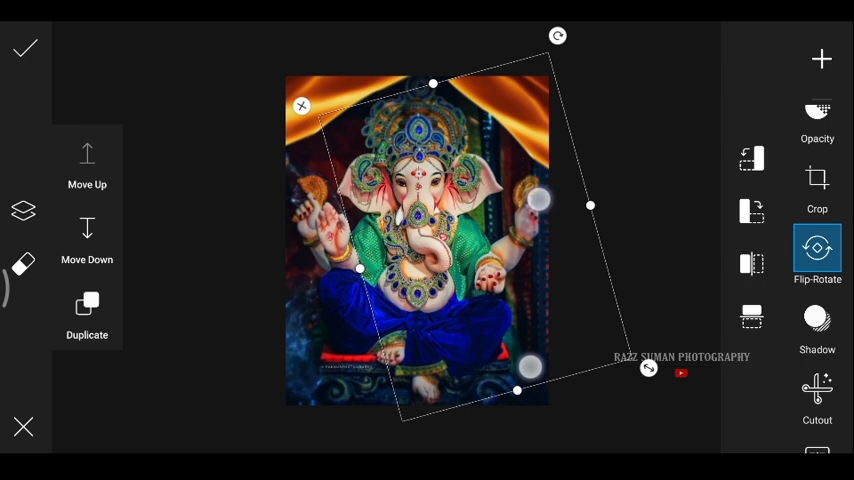 Opacity
Crop
Move Up
Move Down
Flip-Rotate
Duplicate
Shadow
RAZZ SUMAN PHOTOGRAPHY
Cutout